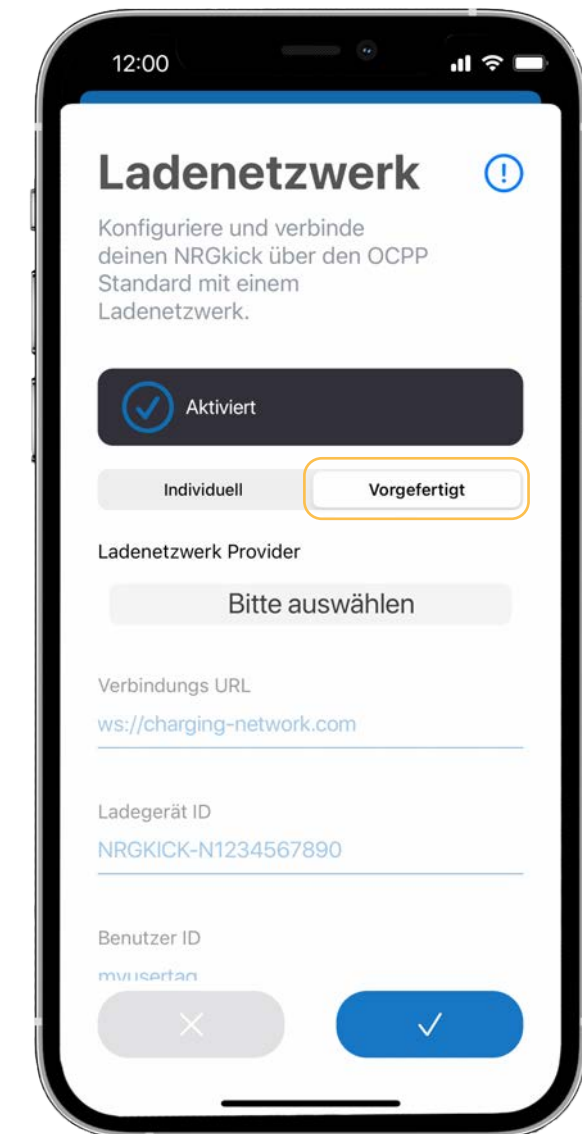 12:00
Ladenetzwerk
Konfiguriere und verbinde
deinen NRGkick über den OCPP
Standard mit einem
Ladenetzwerk.
Aktiviert
Individuell Vorgefertigt
Ladenetzwerk Provider
Bitte auswählen
Verbindungs URL
ws://charging-network.com
Ladegerät ID
NRGKICK-N1234567890
Benutzer ID
myusertag